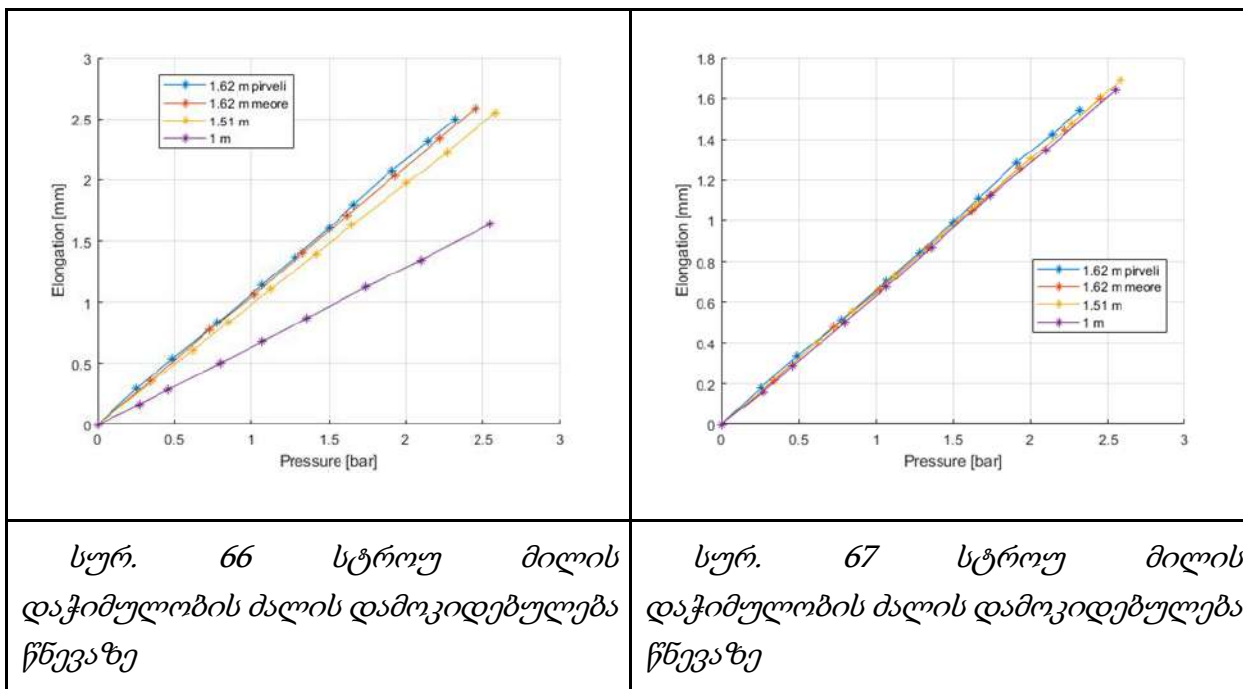 3
2.5
2
1.5
1
0.5
0
0 0.5 1 1.5 2 2.5 3
Elongation [mm]
Pressure [bar]
1.62 m pirveli
1.62 m meore
1.51 m
1 m
1.8
1.6
1.4
1.2
1
0.8
0.6
0.4
0.2
0
0 0.5 1 1.5 2 2.5 3
Elongation [mm]
Pressure [bar]
1.62 m pirveli
1.62 m meore
1.51 m
1 m
სურ. 66 სტროუ მილის
დაჭიმულობის ძალის დამოკიდებულება
წნევაზე
სურ. 67 სტროუ მილის
დაჭიმულობის ძალის დამოკიდებულება
წნევაზე